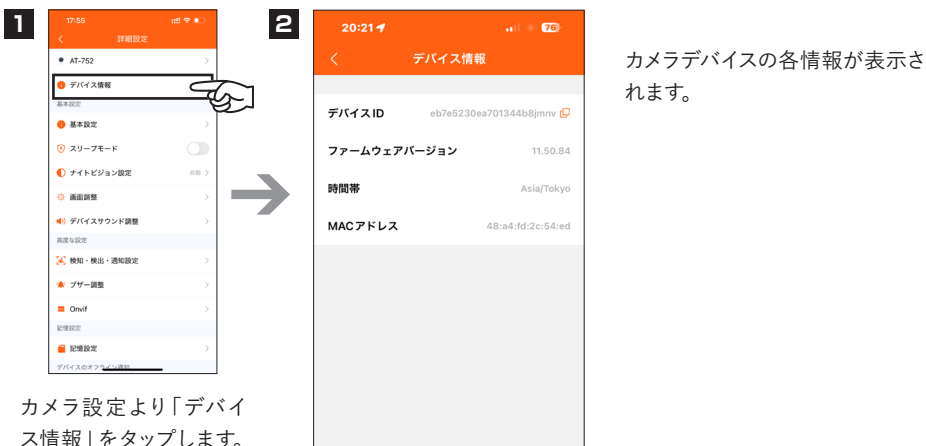 1
17:55
詳細設定
AT-752
デバイス情報
基本設定
基本設定
スリープモード
ナイトビジョン設定 自動
画面調整
デバイスサウンド調整
高度な設定
検知・検出・通知設定
ブザー調整
Onvif
記憶設定
記憶設定
デバイスのオフライン通知
カメラ設定より「デバイ
ス情報」をタップします。
2
20:21 76
デバイス情報
デバイスID eb7e5230ea701344b8jmnv
ファームウェアバージョン 11.50.84
時間帯 Asia/Tokyo
MACアドレス 48:a4:fd:2c:54:ed
カメラデバイスの各情報が表示さ
れます。